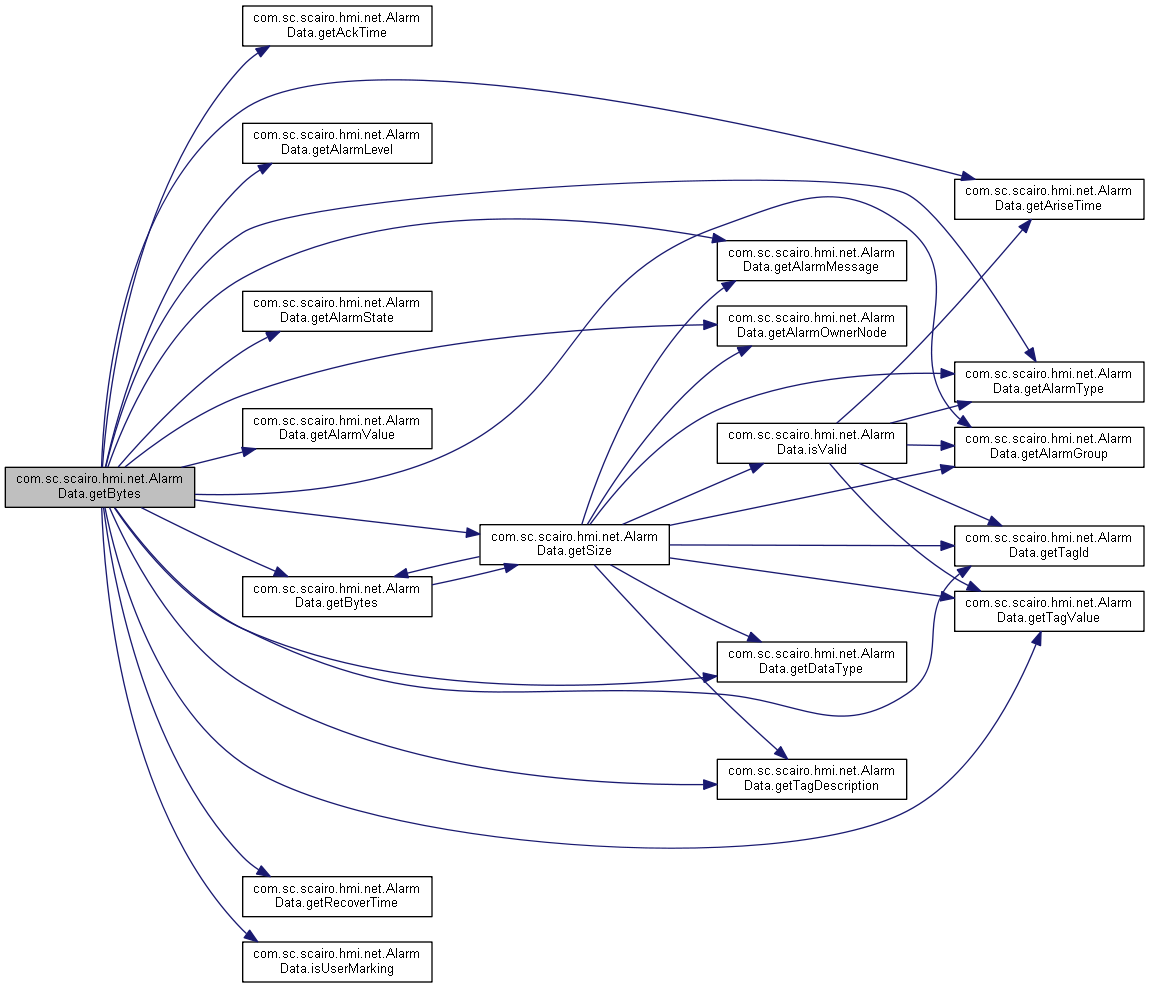 com.sc.scairo.hmi.net.Alarm
Data.getAckTime
com.sc.scairo.hmi.net.Alarm
Data.getAlarmLevel
com.sc.scairo.hmi.net.Alarm
Data.getAriseTime
com.sc.scairo.hmi.net.Alarm
Data.getAlarmMessage
com.sc.scairo.hmi.net.Alarm
Data.getAlarmState
com.sc.scairo.hmi.net.Alarm
Data.getAlarmOwnerNode
com.sc.scairo.hmi.net.Alarm
Data.getAlarmType
com.sc.scairo.hmi.net.Alarm
Data.getAlarmValue
com.sc.scairo.hmi.net.Alarm
Data.isValid
com.sc.scairo.hmi.net.Alarm
Data.getAlarmGroup
com.sc.scairo.hmi.net.Alarm
Data.getBytes
com.sc.scairo.hmi.net.Alarm
Data.getSize
com.sc.scairo.hmi.net.Alarm
Data.getTagId
com.sc.scairo.hmi.net.Alarm
Data.getBytes
com.sc.scairo.hmi.net.Alarm
Data.getTagValue
com.sc.scairo.hmi.net.Alarm
Data.getDataType
com.sc.scairo.hmi.net.Alarm
Data.getTagDescription
com.sc.scairo.hmi.net.Alarm
Data.getRecoverTime
com.sc.scairo.hmi.net.Alarm
Data.isUserMarking